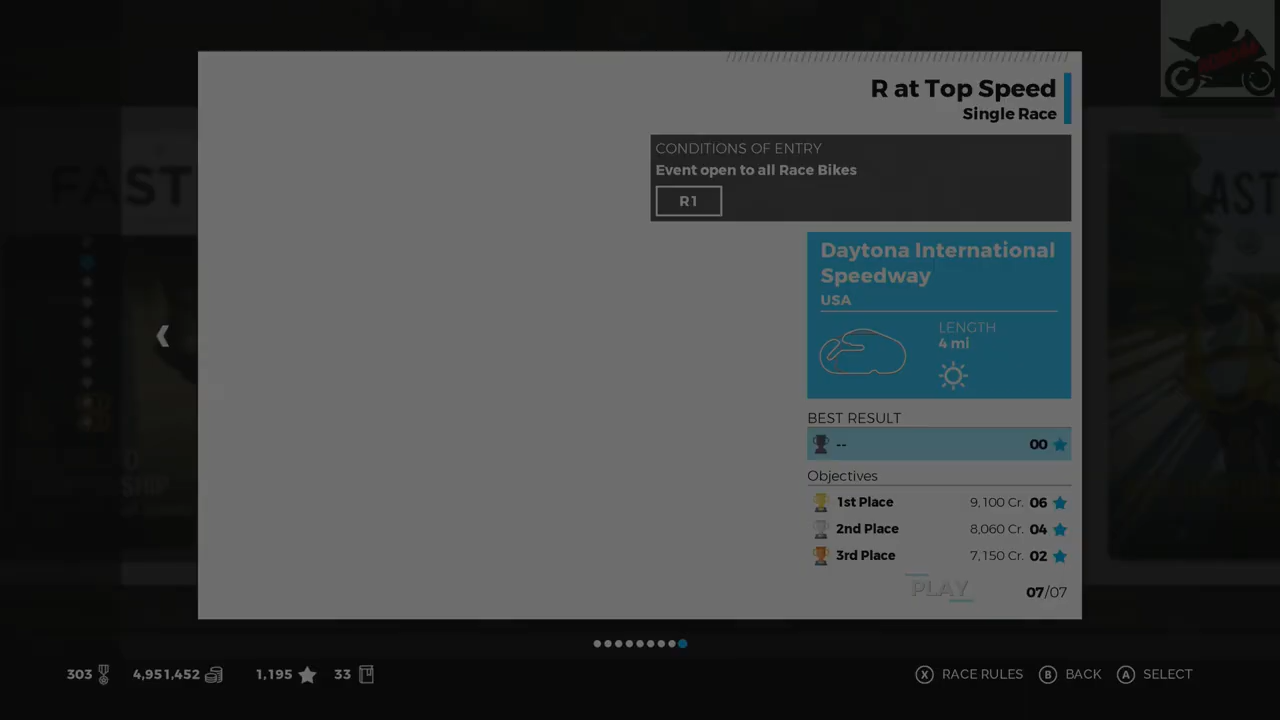 R at Top Speed
Single Race
CONDITIONS OF ENTRY
Event open to all Race Bikes
R1
FAST
LAST
Daytona International
Speedway
USA
LENGTH
4 mi
BEST RESULT
-- 00
Objectives
1st Place 9,100 Cr. 06
2nd Place 8,060 Cr. 04
3rd Place 7,150 Cr. 02
PLAY 07/07
303 4,951,452 1,195 33 X RACE RULES B BACK A SELECT